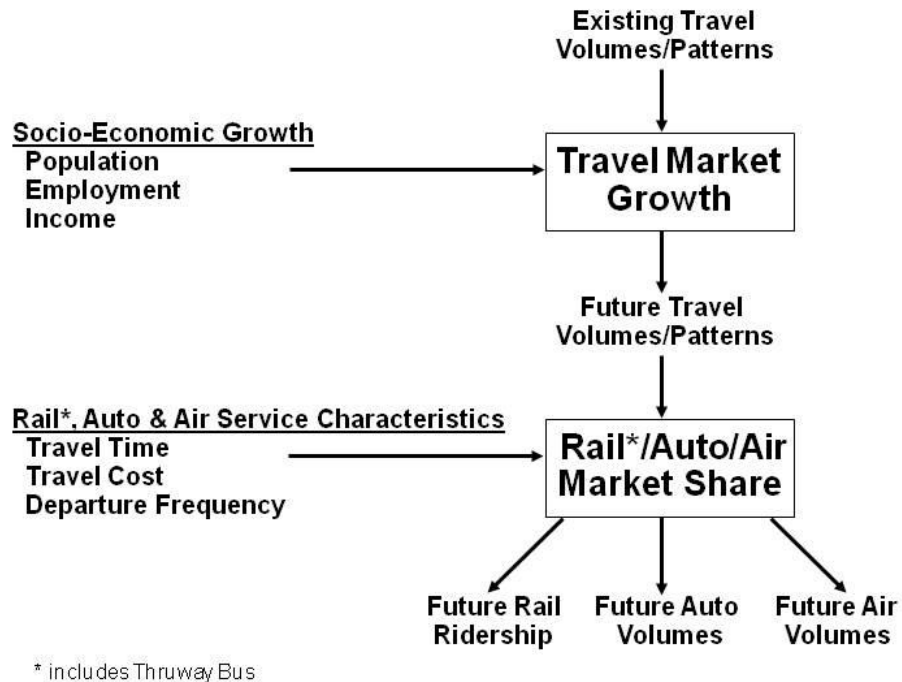 Existing Travel
Volumes/Patterns
Socio-Economic Growth
Population
Employment
Income
Travel Market
Growth
Future Travel
Volumes/Patterns
Rail*, Auto & Air Service Characteristics
Travel Time
Travel Cost
Departure Frequency
Rail*/Auto/Air
Market Share
Future Rail
Ridership
Future Auto
Volumes
Future Air
Volumes
* includes Thruway Bus